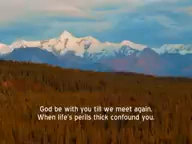 God be with you till we meet again.
When life's perils thick confound you.